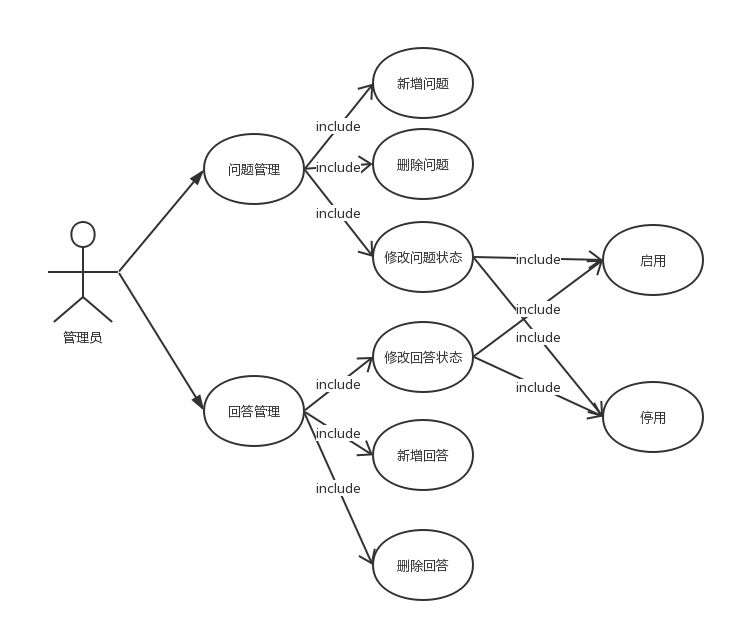 新增问题
include
删除问题
include
问题管理
include
修改问题状态
include
启用
include
管理员
include
修改回答状态
include
include
回答管理
停用
include
新增回答
include
删除回答